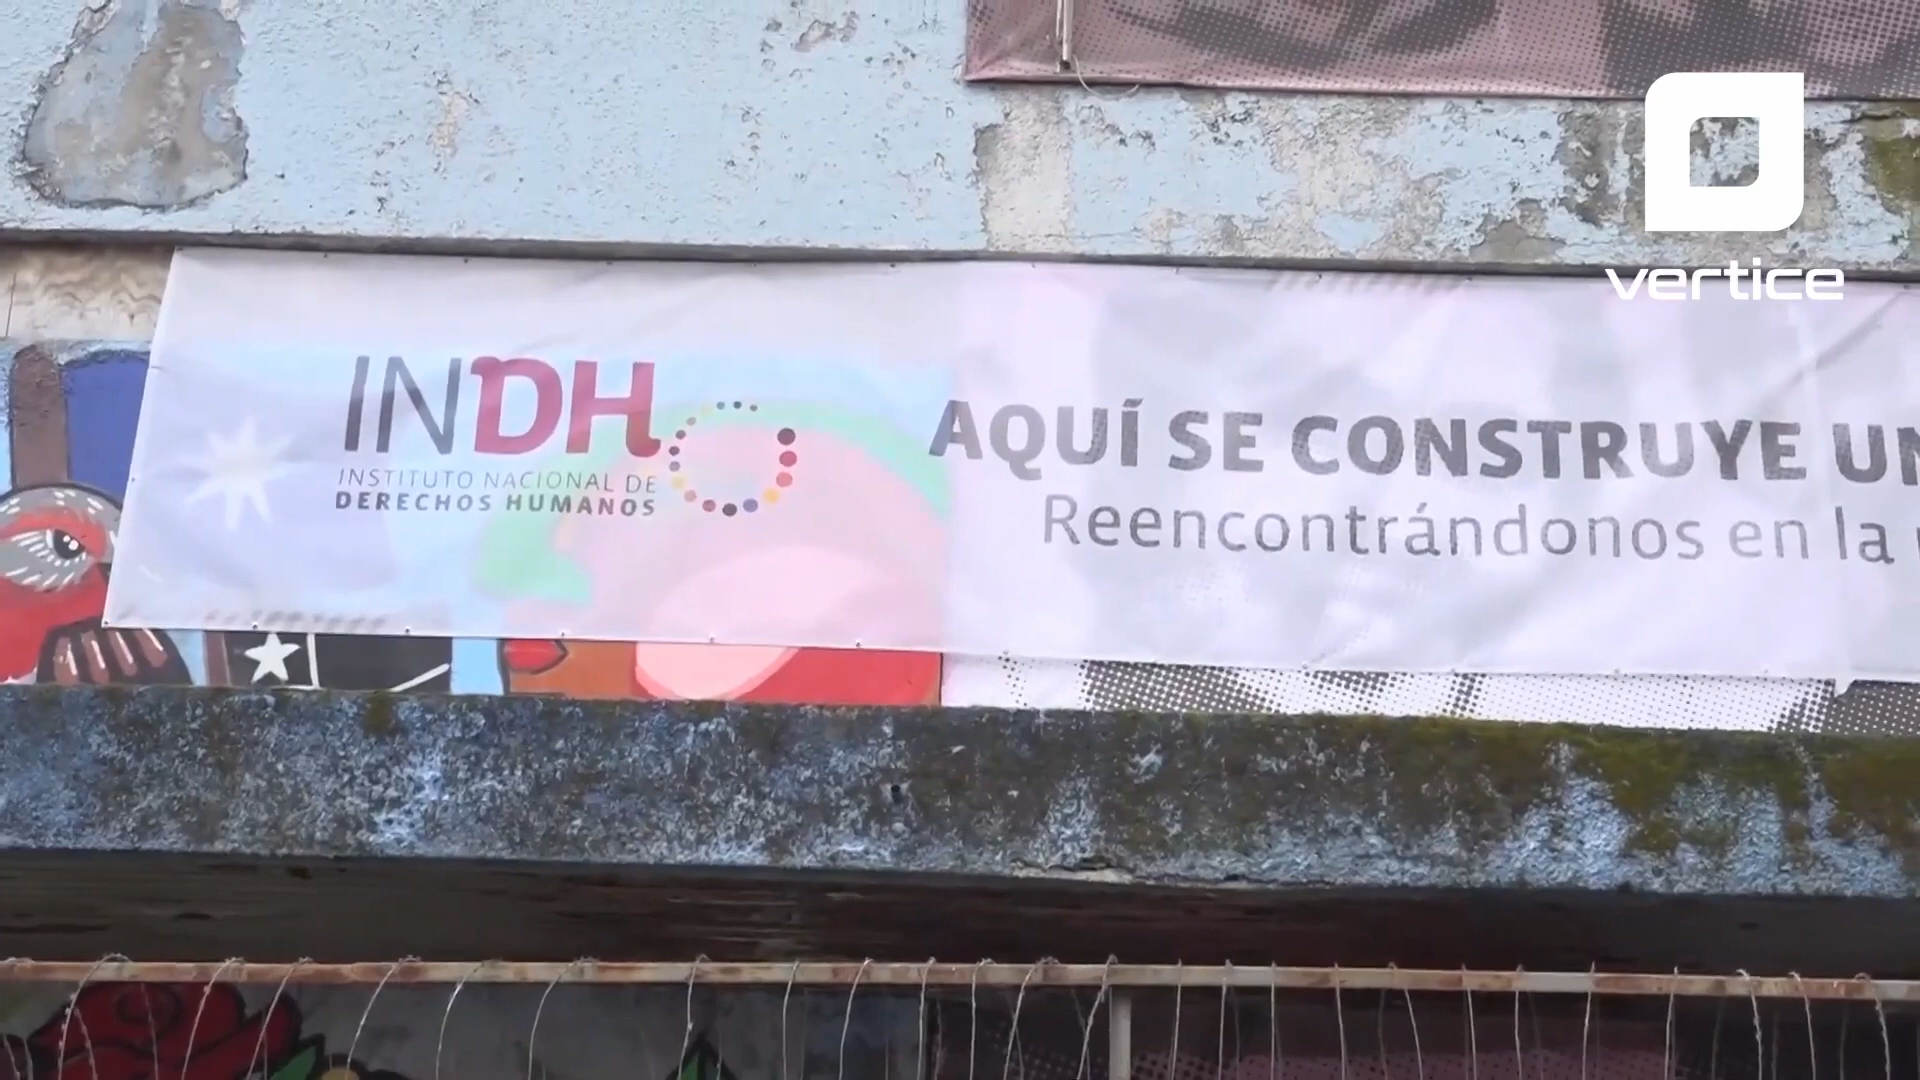 vertice
INDH
INSTITUTO NACIONAL DE
DERECHOS HUMANOS
AQUÍ SE CONSTRUYE UN
Reencontrándonos en la